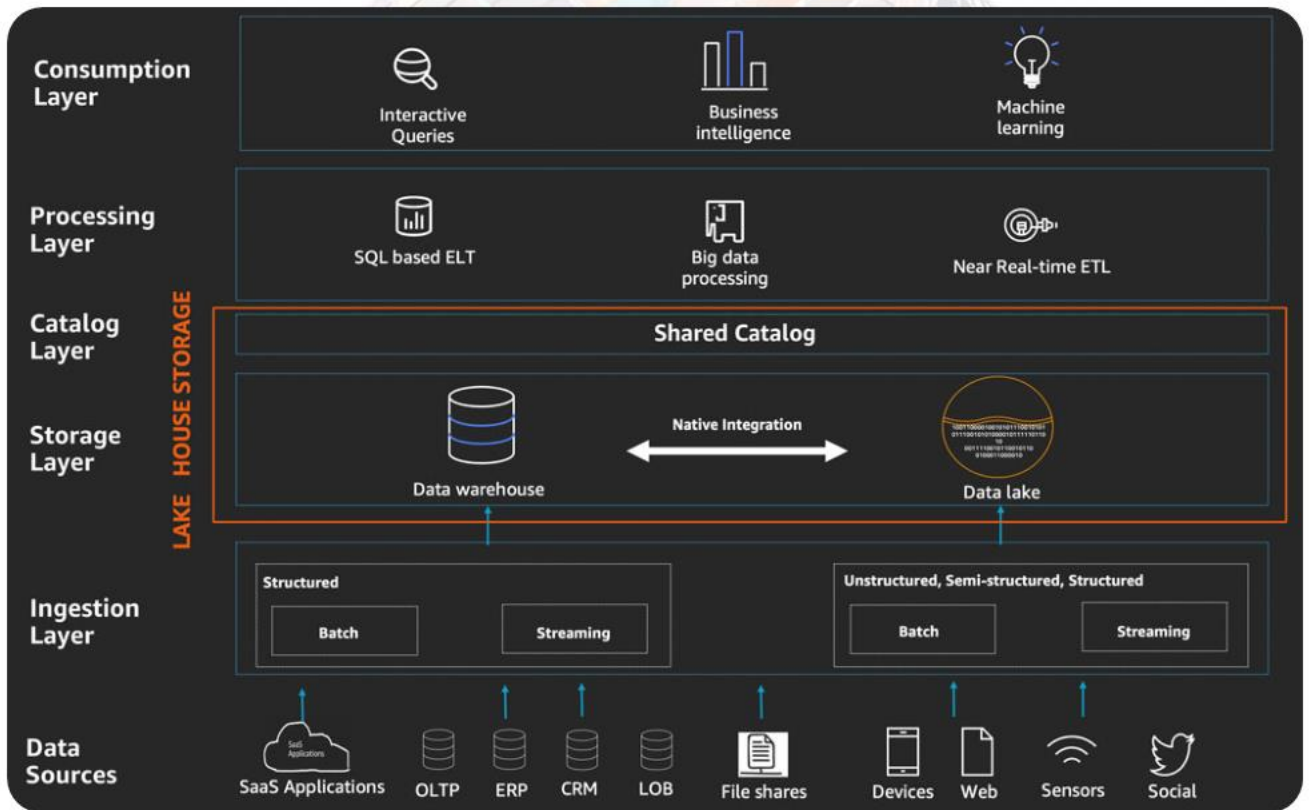 Consumption
Layer
Interactive
Queries
Business
intelligence
Machine
learning
Processing
Layer
SQL based ELT
Big data
processing
Near Real-time ETL
LAKE HOUSE STORAGE
Catalog
Layer
Shared Catalog
Storage
Layer
Data warehouse
Native Integration
Data lake
Ingestion
Layer
Structured
Batch
Streaming
Unstructured, Semi-structured, Structured
Batch
Streaming
Data
Sources
SaaS
Applications
SaaS Applications
OLTP
ERP
CRM
LOB
File shares
Devices
Web
Sensors
Social